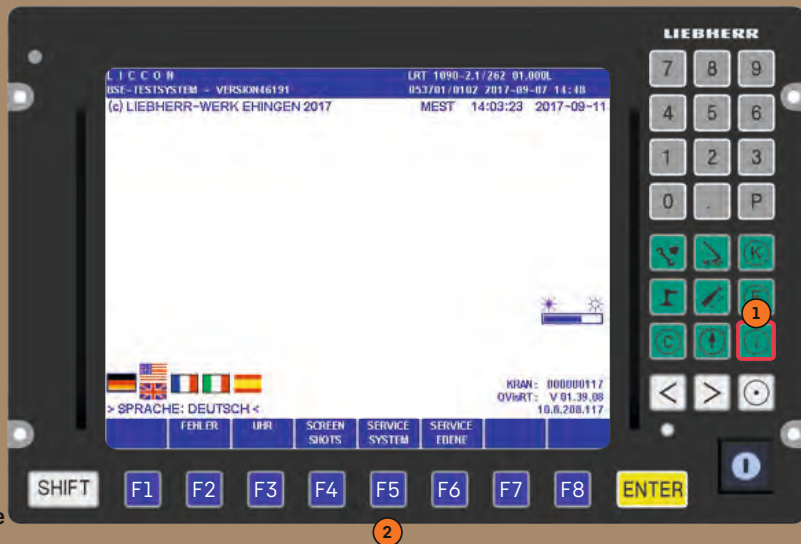 LIEBHERR
LICCON LRT 1090-2.1/262 01.000L
BSE-TESTSYSTEM - VERSION46191 053701/0102 2017-09-07 14:48
(c) LIEBHERR-WERK EHINGEN 2017 MEST 14:03:23 2017-09-11
KRAN: 000000117
QVisRT: V 01.39.08
10.0.208.117
> SPRACHE: DEUTSCH <
FEHLER UHR SCREEN SHOTS SERVICE SYSTEM SERVICE EBENE
7 8 9
4 5 6
1 2 3
0 . P
K
1
C i
< >
SHIFT F1 F2 F3 F4 F5 F6 F7 F8 ENTER
e
2